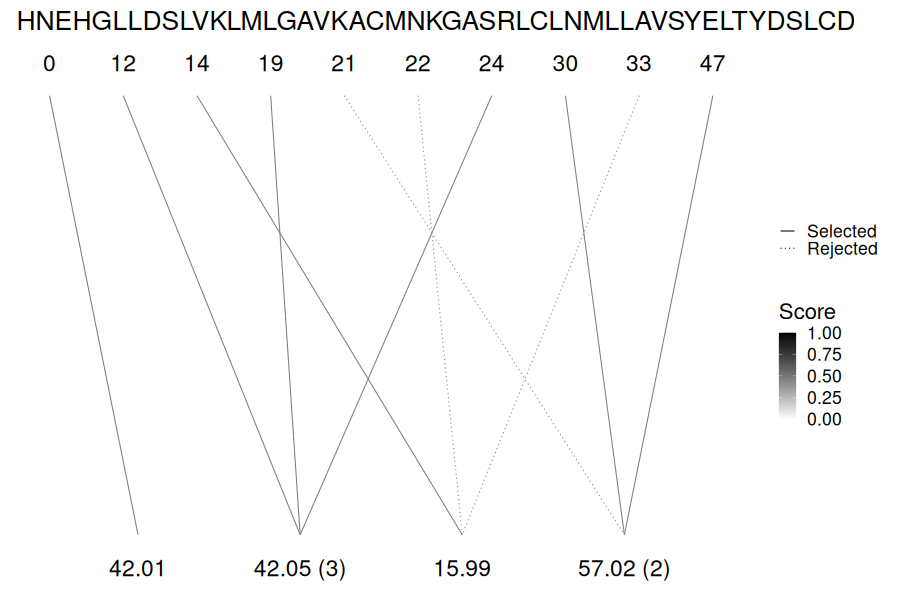 HNEHGLLDSLVKLMLGAVKACMNKGASRLCLNMLLAVSYELTYDSLCD
0 12 14 19 21 22 24 30 33 47
Selected
Rejected
Score
1.00
0.75
0.50
0.25
0.00
42.01 42.05 (3) 15.99 57.02 (2)